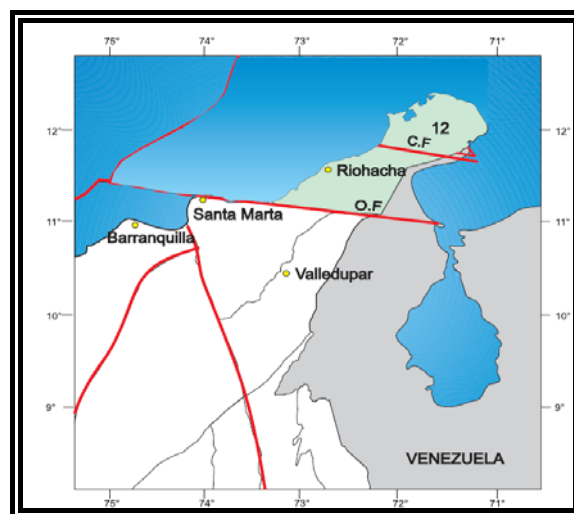 75° 74° 73° 72° 71°
12° 12 12°
C.F
Riohacha
O.F
Santa Marta
11° 11°
Barranquilla
Valledupar
10° 10°
9° 9°
VENEZUELA
75° 74° 73° 72° 71°